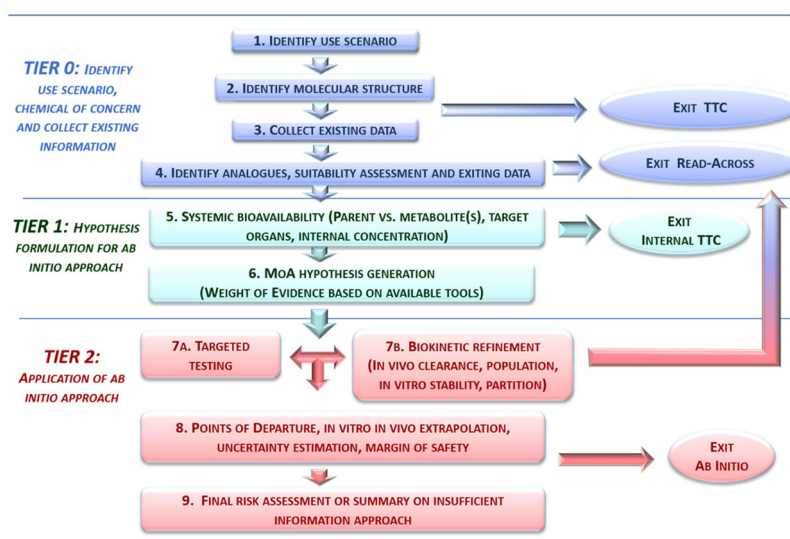 1. Identify use scenario
TIER 0: Identify
use scenario,
chemical of concern
and collect existing
information
2. Identify molecular structure
Exit TTC
3. Collect existing data
4. Identify analogues, suitability assessment and exiting data
Exit Read-Across
TIER 1: Hypothesis
formulation for ab
initio approach
5. Systemic bioavailability (Parent vs. metabolite(s), target
organs, internal concentration)
Exit
Internal TTC
6. MoA hypothesis generation
(Weight of Evidence based on available tools)
TIER 2:
Application of ab
initio approach
7a. Targeted
testing
7b. Biokinetic refinement
(in vivo clearance, population,
in vitro stability, partition)
8. Points of Departure, in vitro in vivo extrapolation,
uncertainty estimation, margin of safety
Exit
Ab Initio
9. Final risk assessment or summary on insufficient
information approach